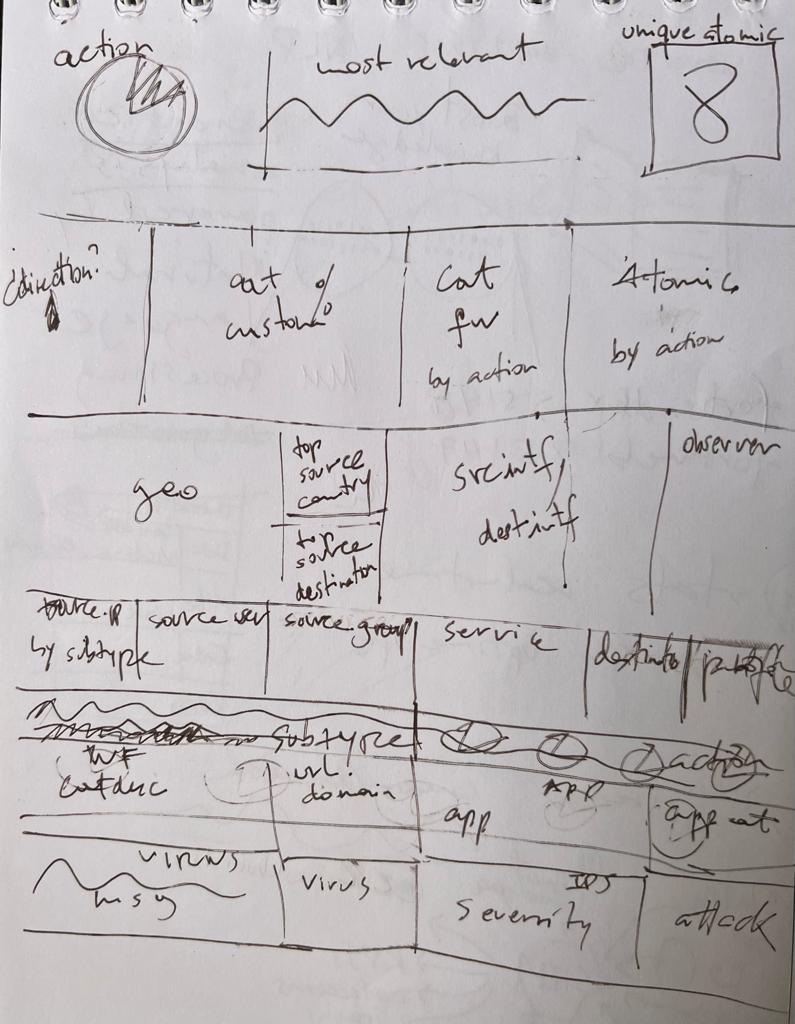 action
most relevant
unique atomic
8
direction?
cat %
custom
cat
fw
by action
Atomic
by action
geo
top
source
country
top
source
destination
srcintf/
destintf
observer
source.ip
by subtype
source user
source.group
service
subtype
action
WF
catdesc
url.
domain
app
APP
app cat
virus
msg
virus
IPS
severity
attack